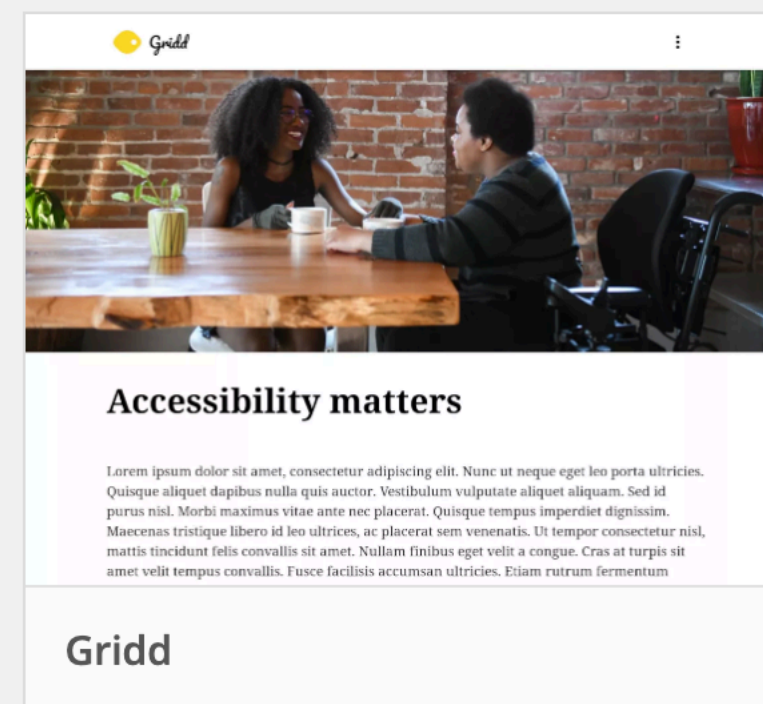 Gridd
Accessibility matters
Lorem ipsum dolor sit amet, consectetur adipiscing elit. Nunc ut neque eget leo porta ultricies.
Quisque aliquet dapibus nulla quis auctor. Vestibulum vulputate aliquet aliquam. Sed id
purus nisl. Morbi maximus vitae ante nec placerat. Quisque tempus imperdiet dignissim.
Maecenas tristique libero id leo ultrices, ac placerat sem venenatis. Ut tempor consectetur nisl,
mattis tincidunt felis convallis sit amet. Nullam finibus eget velit a congue. Cras at turpis sit
amet velit tempus convallis. Fusce facilisis accumsan ultricies. Etiam rutrum fermentum
Gridd